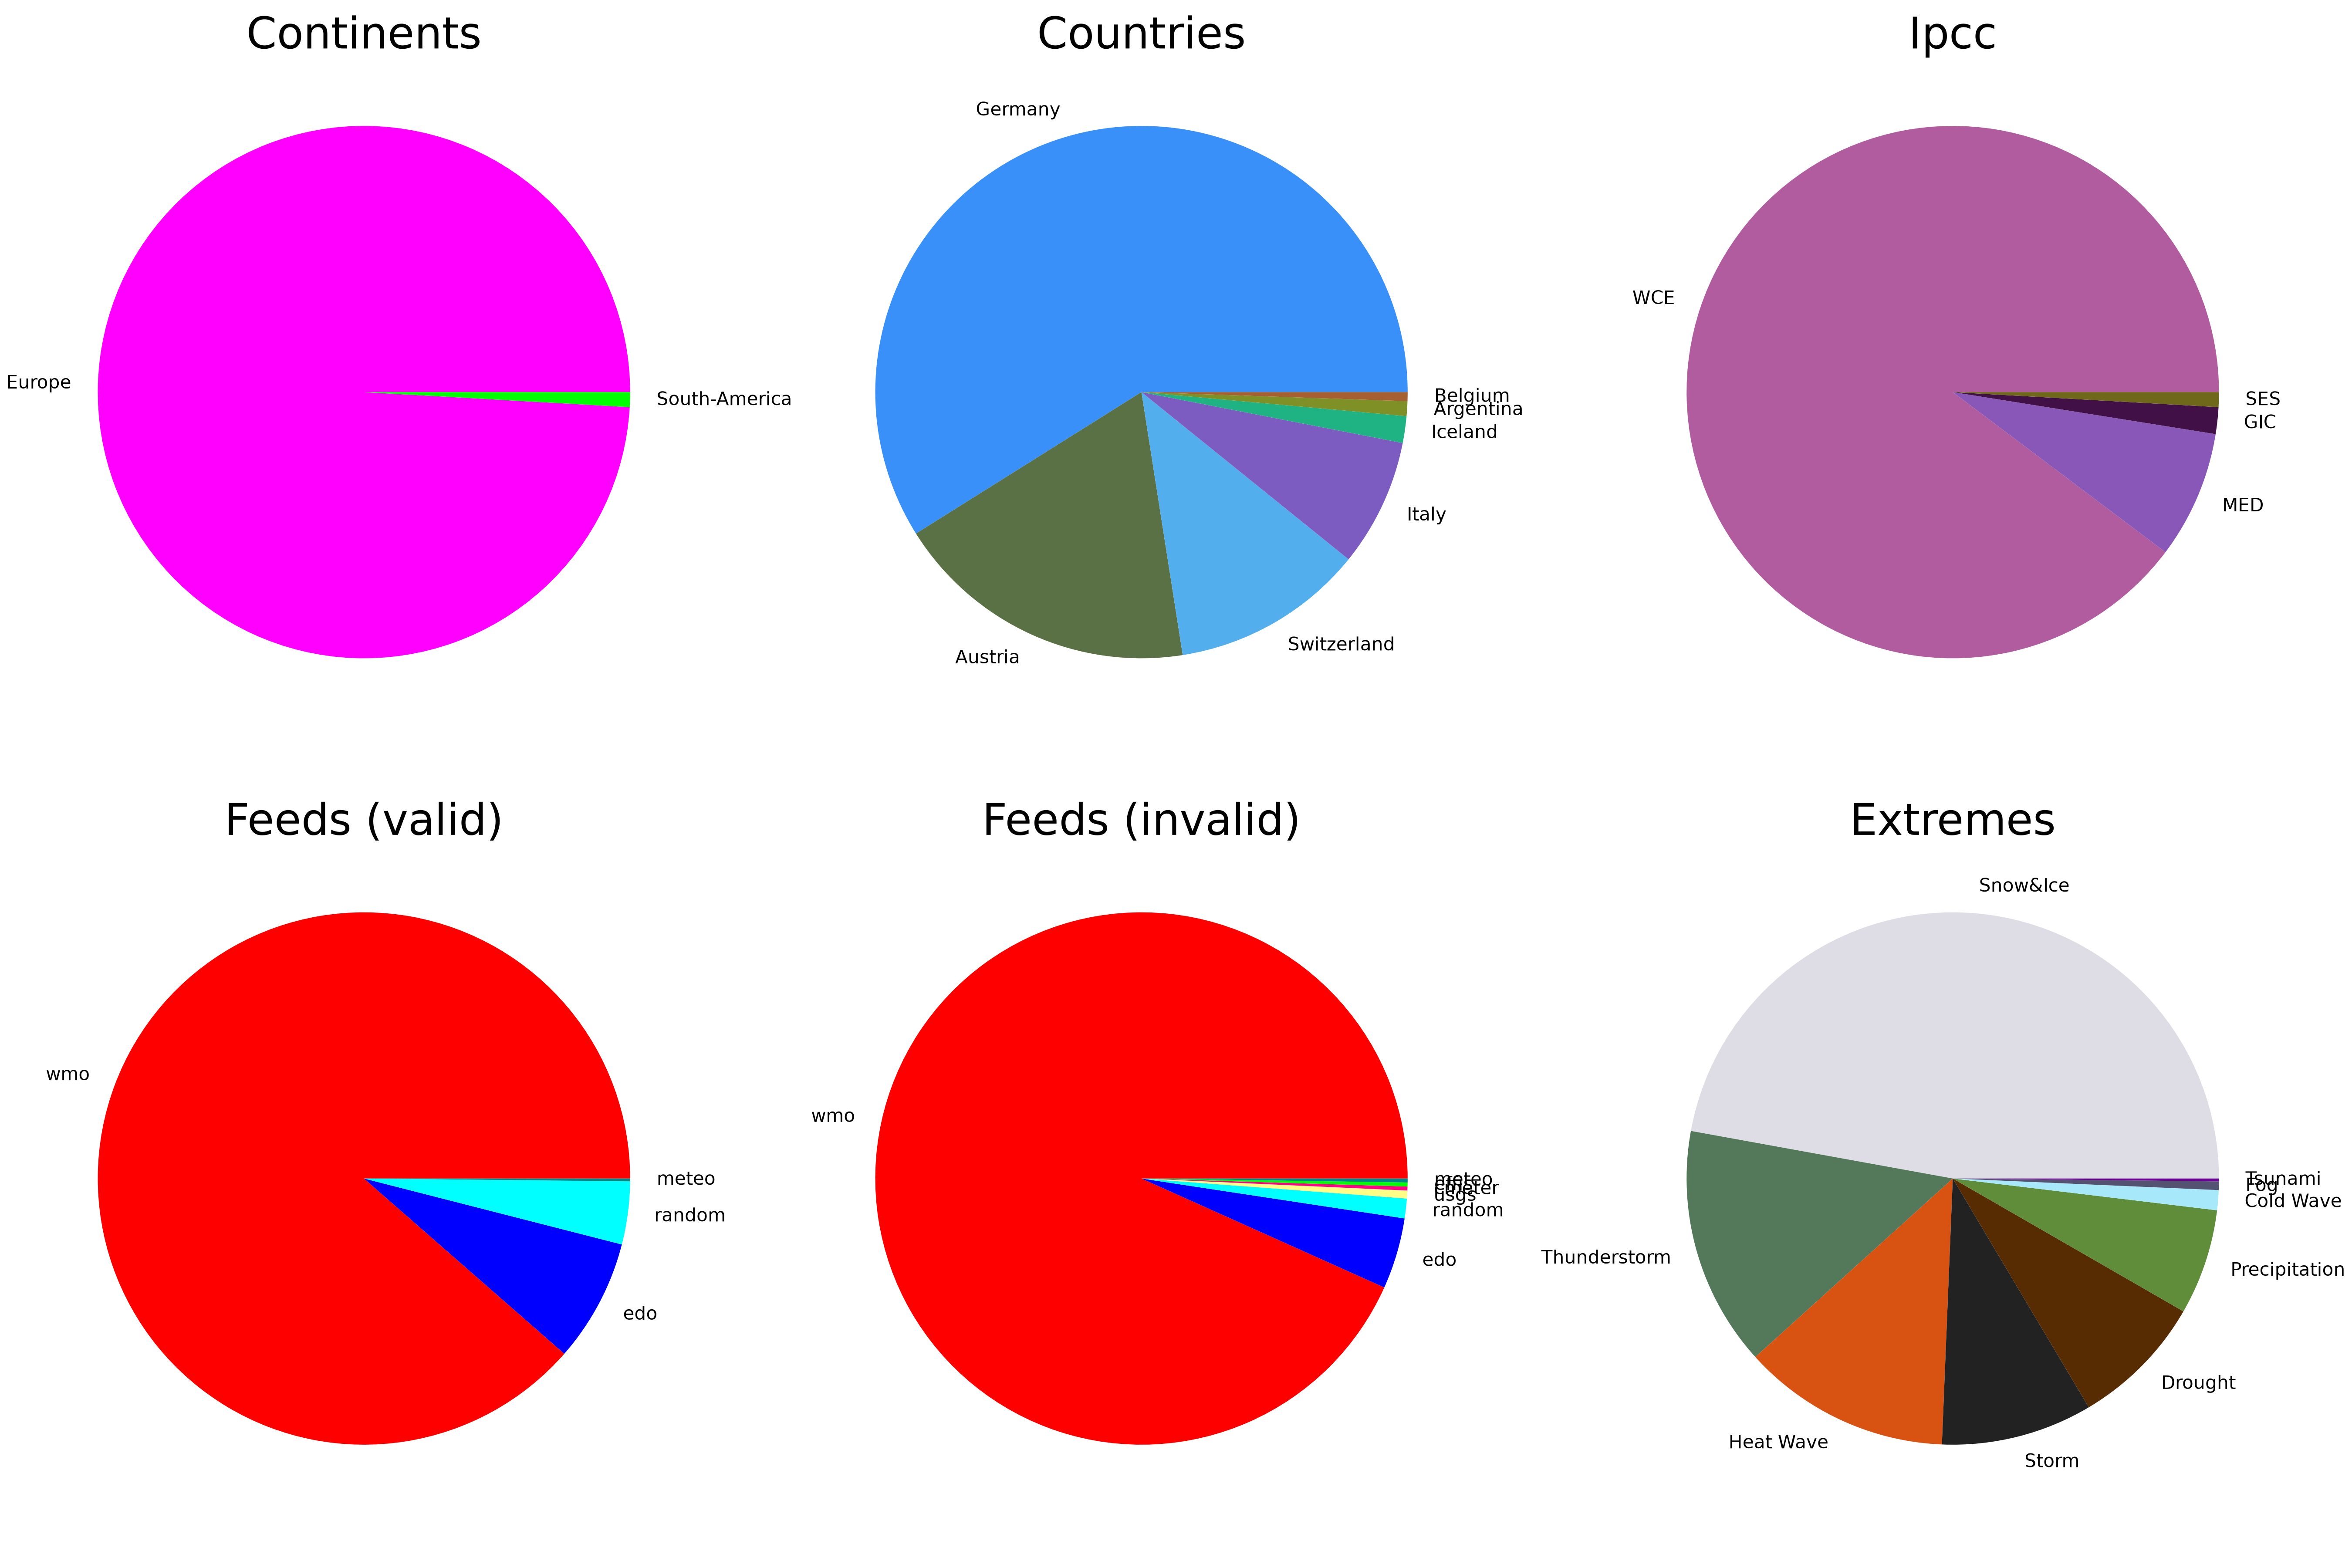 Continents
Countries
Ipcc
Germany
WCE
Europe
South-America
Belgium
Argentina
Iceland
Italy
Switzerland
Austria
SES
GIC
MED
Feeds (valid)
Feeds (invalid)
Extremes
wmo
meteo
random
edo
wmo
meteo
usgs
random
edo
Snow&Ice
Thunderstorm
Heat Wave
Storm
Drought
Precipitation
Cold Wave
Fog
Tsunami